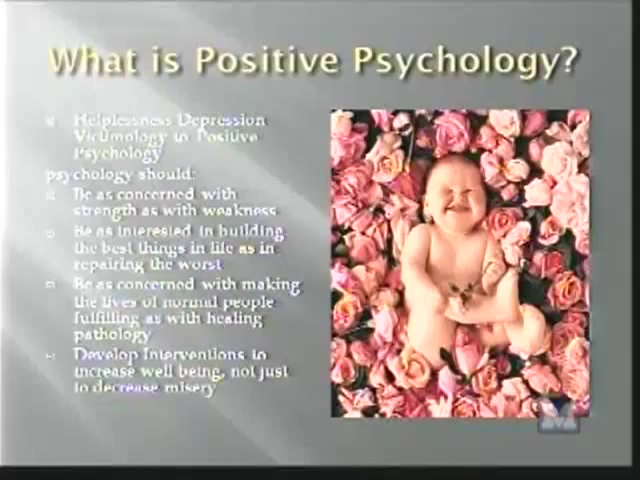 What is Positive Psychology?
Helplessness Depression
Victimology to Positive
Psychology
psychology should:
Be as concerned with
strength as with weakness
Be as interested in building
the best things in life as in
repairing the worst
Be as concerned with making
the lives of normal people
fulfilling as with healing
pathology
Develop Interventions to
increase well being, not just
to decrease misery
M